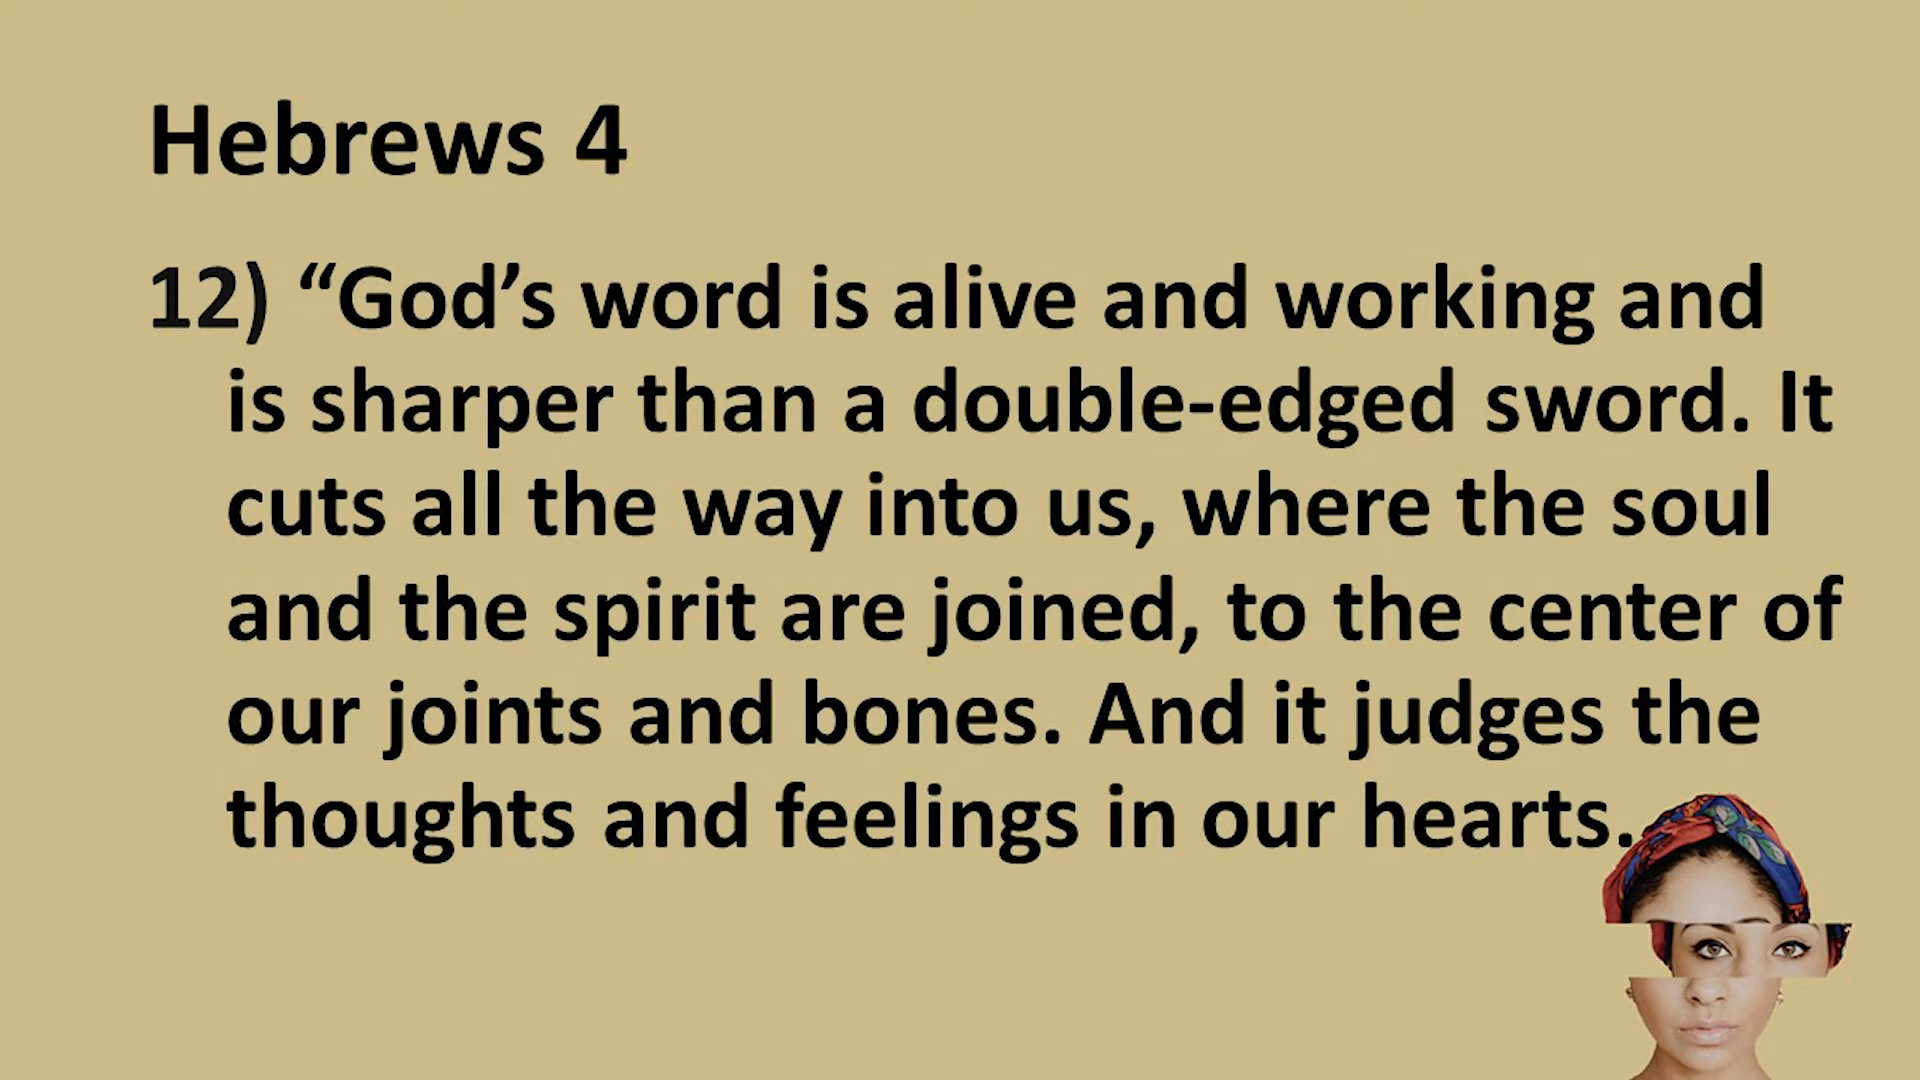 Hebrews 4
12) “God’s word is alive and working and
is sharper than a double-edged sword. It
cuts all the way into us, where the soul
and the spirit are joined, to the center of
our joints and bones. And it judges the
thoughts and feelings in our hearts.